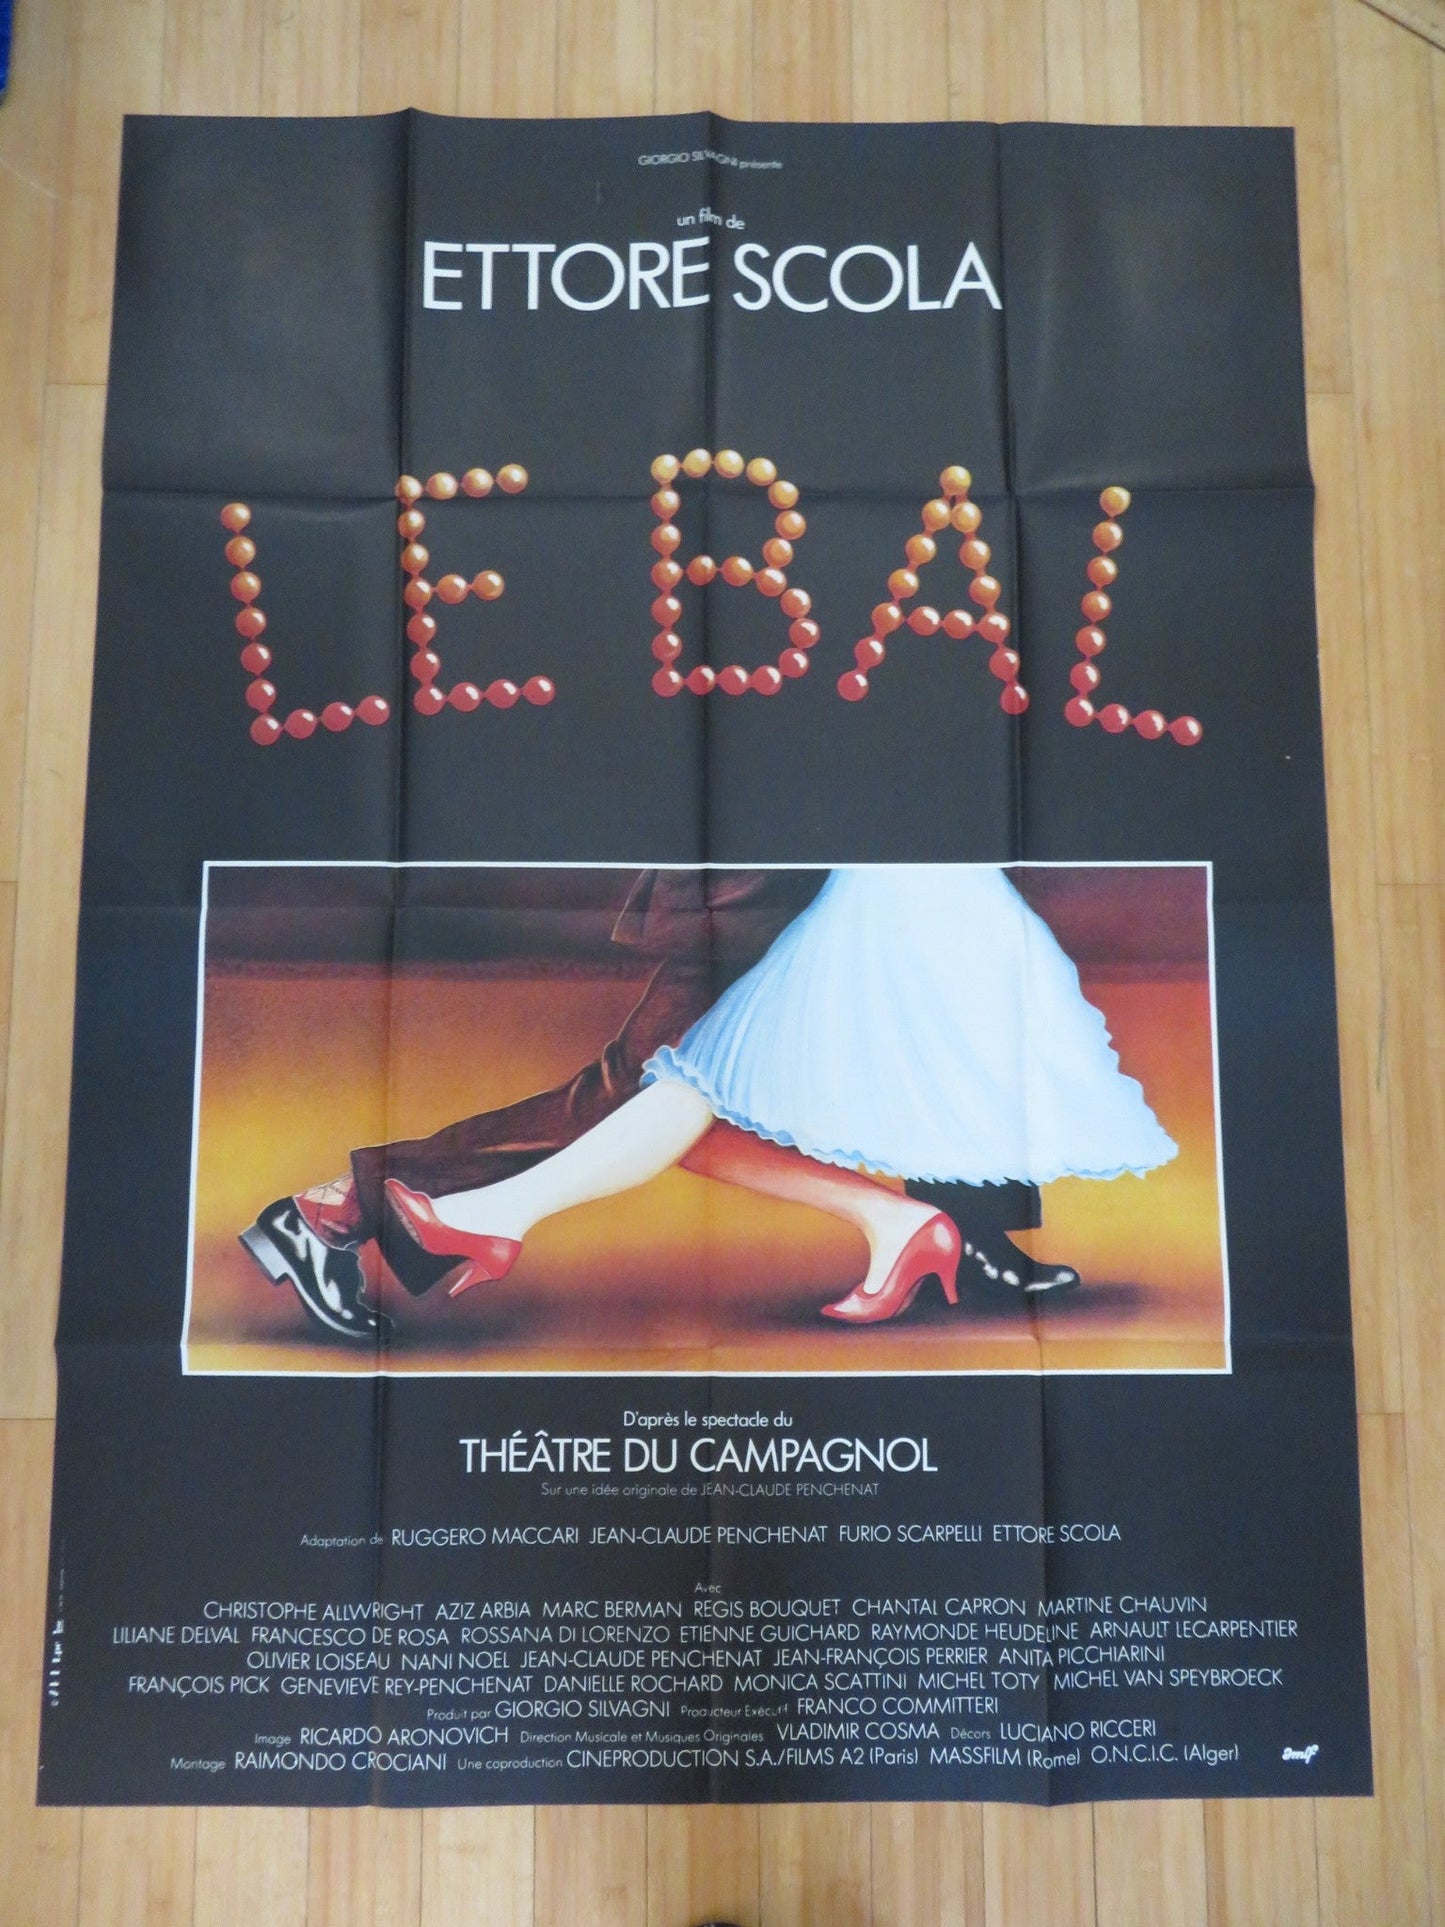 GIORGIO SILVAGNI présente
un film de
ETTORE SCOLA
LE BAL
D'après le spectacle du
THÉÂTRE DU CAMPAGNOL
Sur une idée originale de JEAN-CLAUDE PENCHENAT
Adaptation de RUGGERO MACCARI JEAN-CLAUDE PENCHENAT FURIO SCARPELLI ETTORE SCOLA
Avec
CHRISTOPHE ALLWRIGHT AZIZ ARBIA MARC BERMAN REGIS BOUQUET CHANTAL CAPRON MARTINE CHAUVIN
LILIANE DELVAL FRANCESCO DE ROSA ROSSANA DI LORENZO ETIENNE GUICHARD RAYMONDE HEUDELINE ARNAULT LECARPENTIER
OLIVIER LOISEAU NANI NOEL JEAN-CLAUDE PENCHENAT JEAN-FRANÇOIS PERRIER ANITA PICCHIARINI
FRANÇOIS PICK GENEVIEVE REY-PENCHENAT DANIELLE ROCHARD MONICA SCATTINI MICHEL TOTY MICHEL VAN SPEYBROECK
Produit par GIORGIO SILVAGNI Producteur Exécutif FRANCO COMMITTERI
Image RICARDO ARONOVICH Direction Musicale et Musiques Originales VLADIMIR COSMA Décors LUCIANO RICCERI
Montage RAIMONDO CROCIANI Une coproduction CINEPRODUCTION S.A./FILMS A2 (Paris) MASSFILM (Rome) O.N.C.I.C. (Alger)
amlf